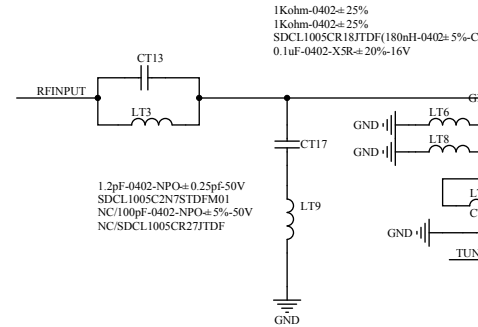 1Kohm-0402-±25%
1Kohm-0402-±25%
SDCL1005CR18JTDF(180nH-0402±5%-C
0.1uF-0402-X5R-±20%-16V
CT13
RFINPUT
LT3
LT6
GND
LT8
GND
CT17
1.2pF-0402-NPO-±0.25pf-50V
SDCL1005C2N7STDFM01
NC/100pF-0402-NPO-±5%-50V
NC/SDCL1005CR27JTDF
LT9
GND
TUN
GND